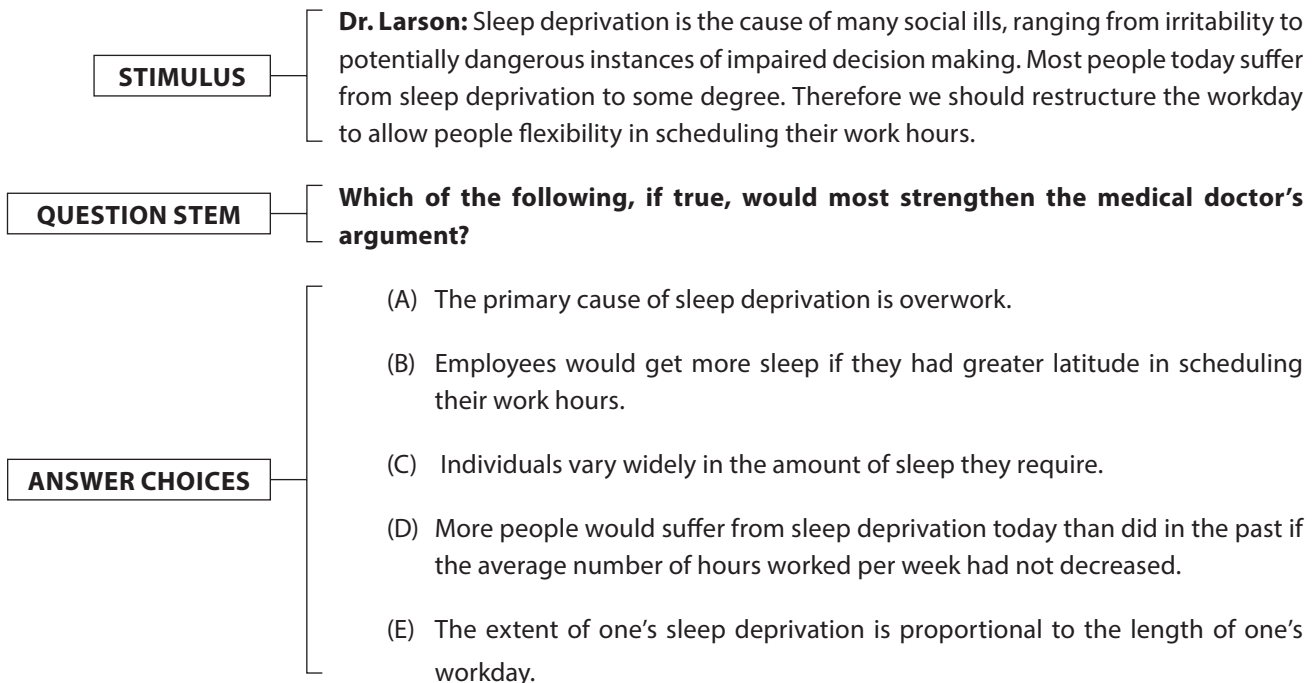 STIMULUS
Dr. Larson: Sleep deprivation is the cause of many social ills, ranging from irritability to
potentially dangerous instances of impaired decision making. Most people today suffer
from sleep deprivation to some degree. Therefore we should restructure the workday
to allow people flexibility in scheduling their work hours.
QUESTION STEM
Which of the following, if true, would most strengthen the medical doctor's
argument?
ANSWER CHOICES
(A) The primary cause of sleep deprivation is overwork.
(B) Employees would get more sleep if they had greater latitude in scheduling
their work hours.
(C) Individuals vary widely in the amount of sleep they require.
(D) More people would suffer from sleep deprivation today than did in the past if
the average number of hours worked per week had not decreased.
(E) The extent of one's sleep deprivation is proportional to the length of one's
workday.